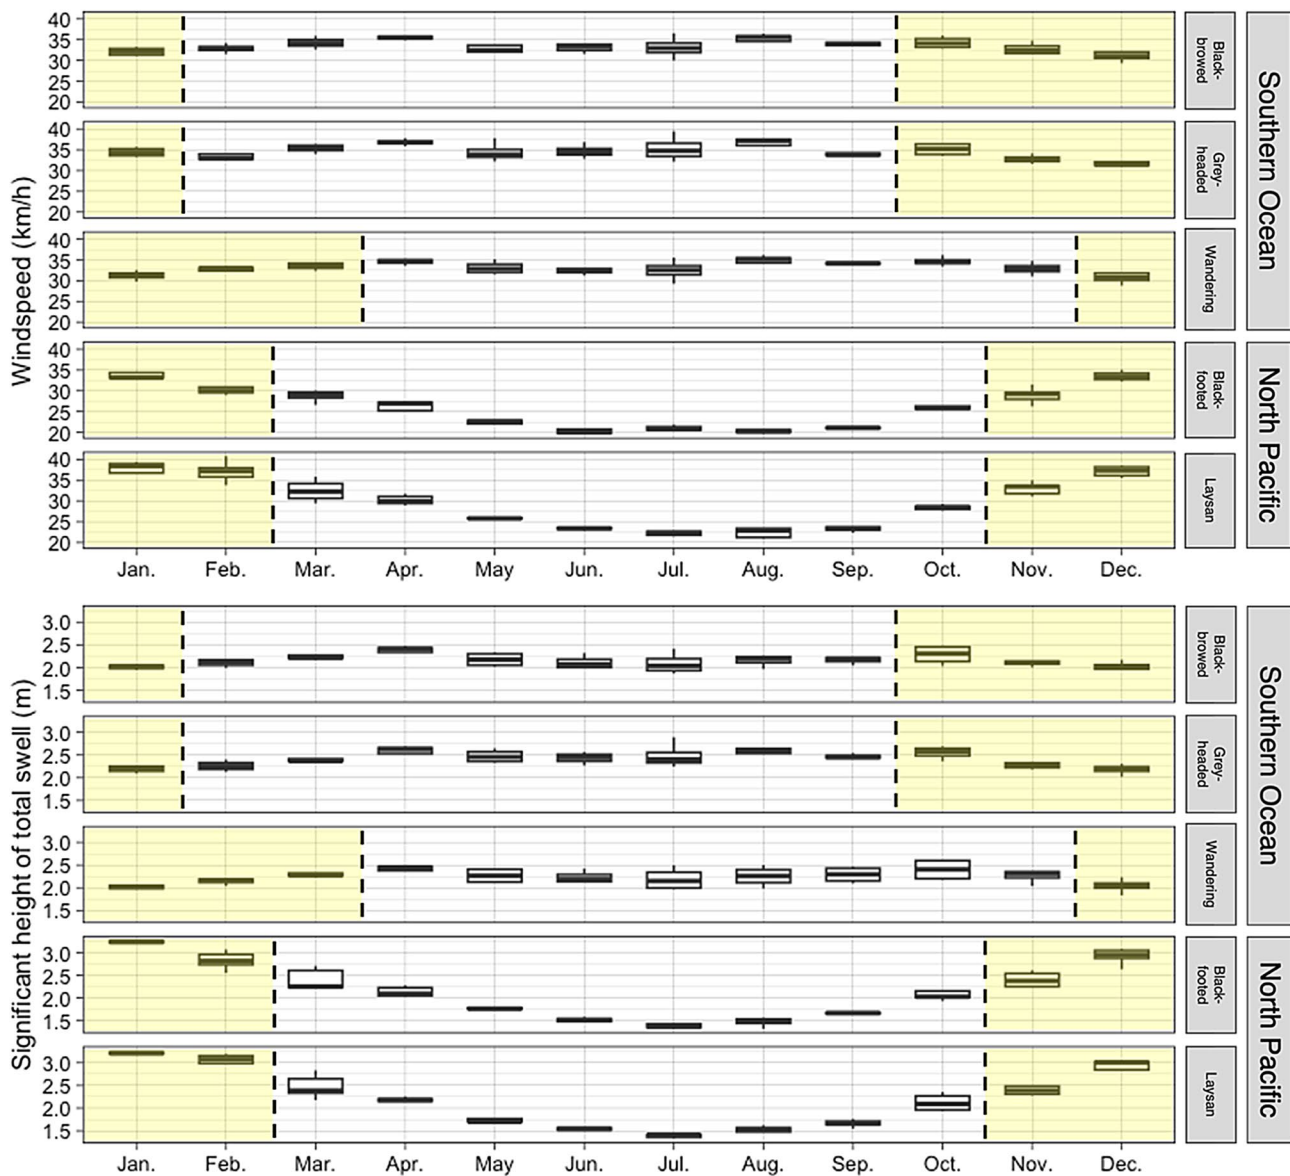 Windspeed (km/h)
40
35
30
25
20
Black-
browed
Southern Ocean
40
35
30
25
20
Grey-
headed
40
35
30
25
20
Wandering
40
35
30
25
20
Black-
footed
North Pacific
40
35
30
25
20
Laysan
Jan. Feb. Mar. Apr. May Jun. Jul. Aug. Sep. Oct. Nov. Dec.
Significant height of total swell (m)
3.0
2.5
2.0
1.5
Black-
browed
Southern Ocean
3.0
2.5
2.0
1.5
Grey-
headed
3.0
2.5
2.0
1.5
Wandering
3.0
2.5
2.0
1.5
Black-
footed
North Pacific
3.0
2.5
2.0
1.5
Laysan
Jan. Feb. Mar. Apr. May Jun. Jul. Aug. Sep. Oct. Nov. Dec.